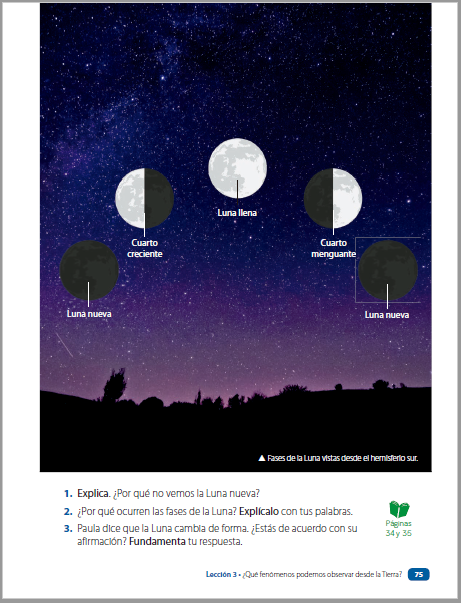 Luna llena
Cuarto
creciente
Cuarto
menguante
Luna nueva
Luna nueva
▲ Fases de la Luna vistas desde el hemisferio sur.
1. Explica. ¿Por qué no vemos la Luna nueva?
2. ¿Por qué ocurren las fases de la Luna? Explícalo con tus palabras.
3. Paula dice que la Luna cambia de forma. ¿Estás de acuerdo con su
afirmación? Fundamenta tu respuesta.
Páginas
34 y 35
Lección 3 • ¿Qué fenómenos podemos observar desde la Tierra? 75